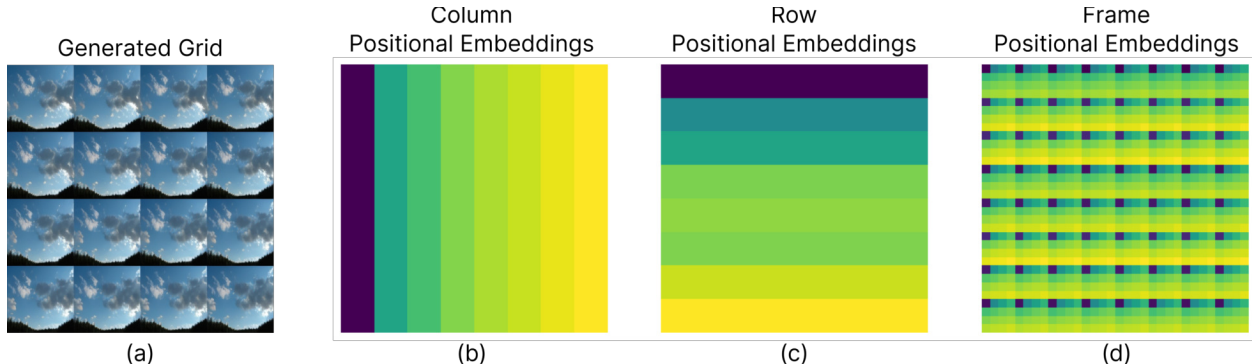 Generated Grid
Column
Positional Embeddings
Row
Positional Embeddings
Frame
Positional Embeddings
(a)
(b)
(c)
(d)